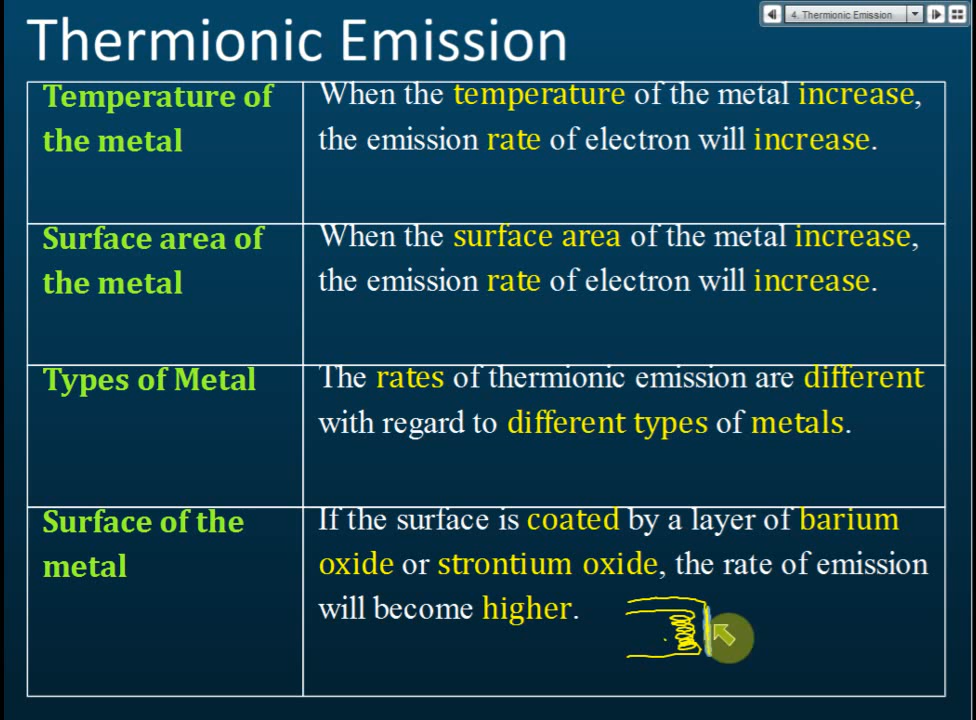 4. Thermionic Emission
Thermionic Emission
Temperature of
the metal
When the temperature of the metal increase,
the emission rate of electron will increase.
Surface area of
the metal
When the surface area of the metal increase,
the emission rate of electron will increase.
Types of Metal
The rates of thermionic emission are different
with regard to different types of metals.
Surface of the
metal
If the surface is coated by a layer of barium
oxide or strontium oxide, the rate of emission
will become higher.